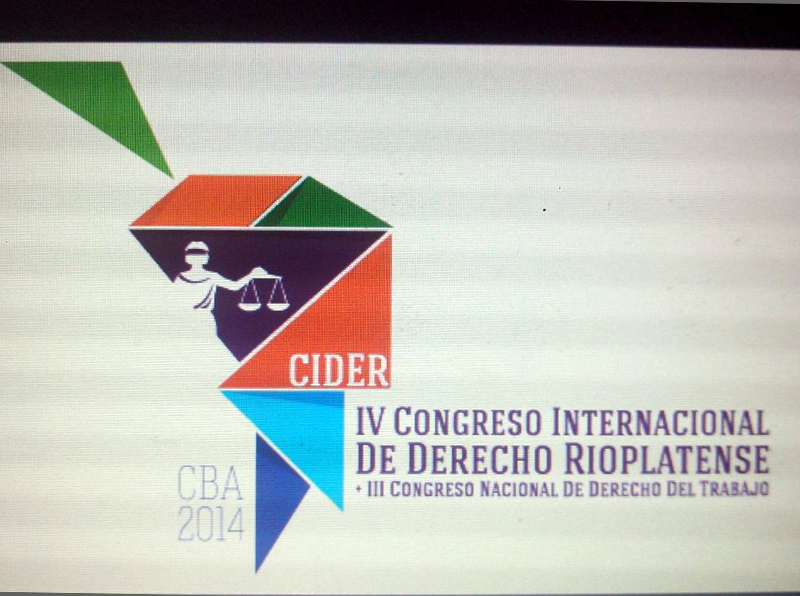 CIDER
IV CONGRESO INTERNACIONAL
DE DERECHO RIOPLATENSE
+ III CONGRESO NACIONAL DE DERECHO DEL TRABAJO
CBA
2014